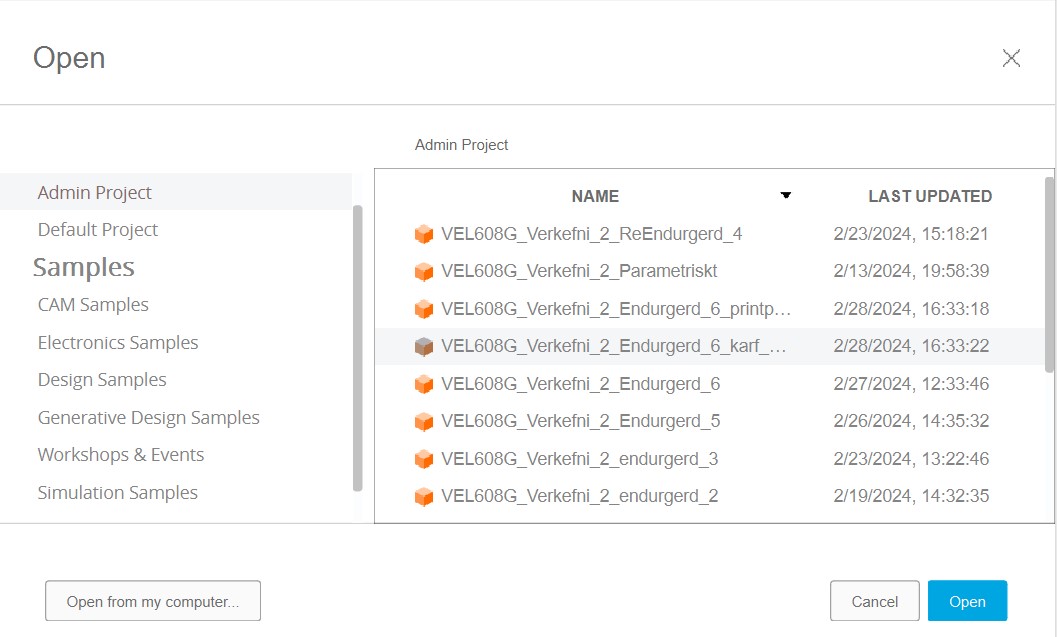 Open
Admin Project
Admin Project
Default Project
Samples
CAM Samples
Electronics Samples
Design Samples
Generative Design Samples
Workshops & Events
Simulation Samples
NAME LAST UPDATED
VEL608G_Verkefni_2_ReEndurgerd_4 2/23/2024, 15:18:21
VEL608G_Verkefni_2_Parametriskt 2/13/2024, 19:58:39
VEL608G_Verkefni_2_Endurgerd_6_printp... 2/28/2024, 16:33:18
VEL608G_Verkefni_2_Endurgerd_6_karf_... 2/28/2024, 16:33:22
VEL608G_Verkefni_2_Endurgerd_6 2/27/2024, 12:33:46
VEL608G_Verkefni_2_Endurgerd_5 2/26/2024, 14:35:32
VEL608G_Verkefni_2_endurgerd_3 2/23/2024, 13:22:46
VEL608G_Verkefni_2_endurgerd_2 2/19/2024, 14:32:35
Open from my computer... Cancel Open